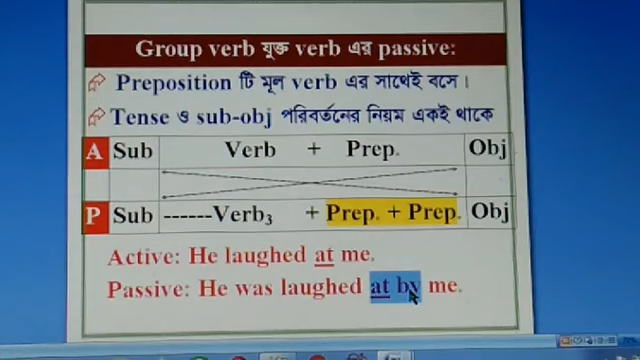 Group verb যুক্ত verb এর passive:
Preposition টি মূল verb এর সাথেই বসে।
Tense ও sub-obj পরিবর্তনের নিয়ম একই থাকে
A Sub Verb + Prep. Obj
P Sub ------Verb₃ + Prep. + Prep. Obj
Active: He laughed at me.
Passive: He was laughed at by me.